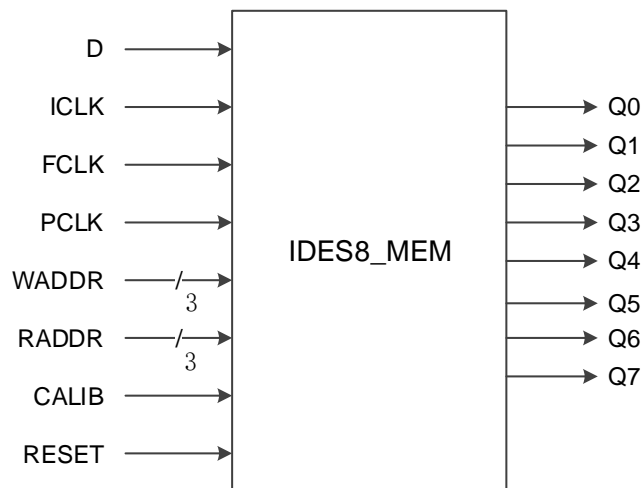 D
ICLK
FCLK
PCLK
WADDR
/
3
RADDR
/
3
CALIB
RESET
IDES8_MEM
Q0
Q1
Q2
Q3
Q4
Q5
Q6
Q7